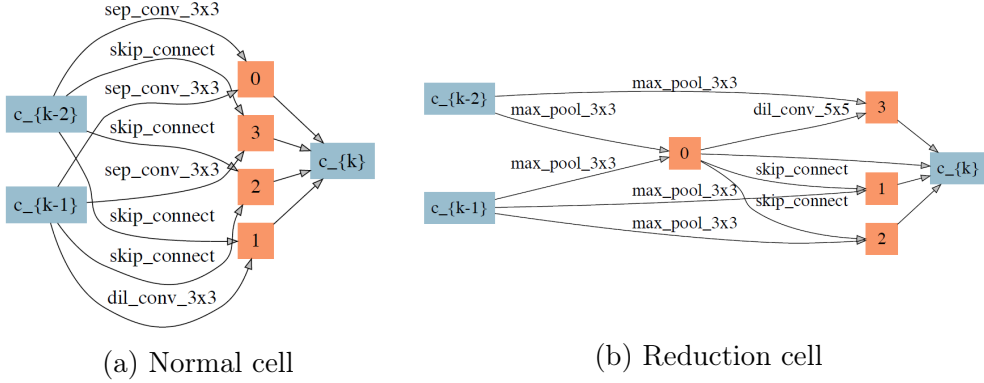 sep_conv_3x3
skip_connect
sep_conv_3x3
skip_connect
sep_conv_3x3
skip_connect
skip_connect
dil_conv_3x3
c_{k-2}
c_{k-1}
0
3
2
1
c_{k}
(a) Normal cell
c_{k-2}
c_{k-1}
max_pool_3x3
max_pool_3x3
dil_conv_5x5
max_pool_3x3
skip_connect
max_pool_3x3
skip_connect
max_pool_3x3
0
3
1
2
c_{k}
(b) Reduction cell